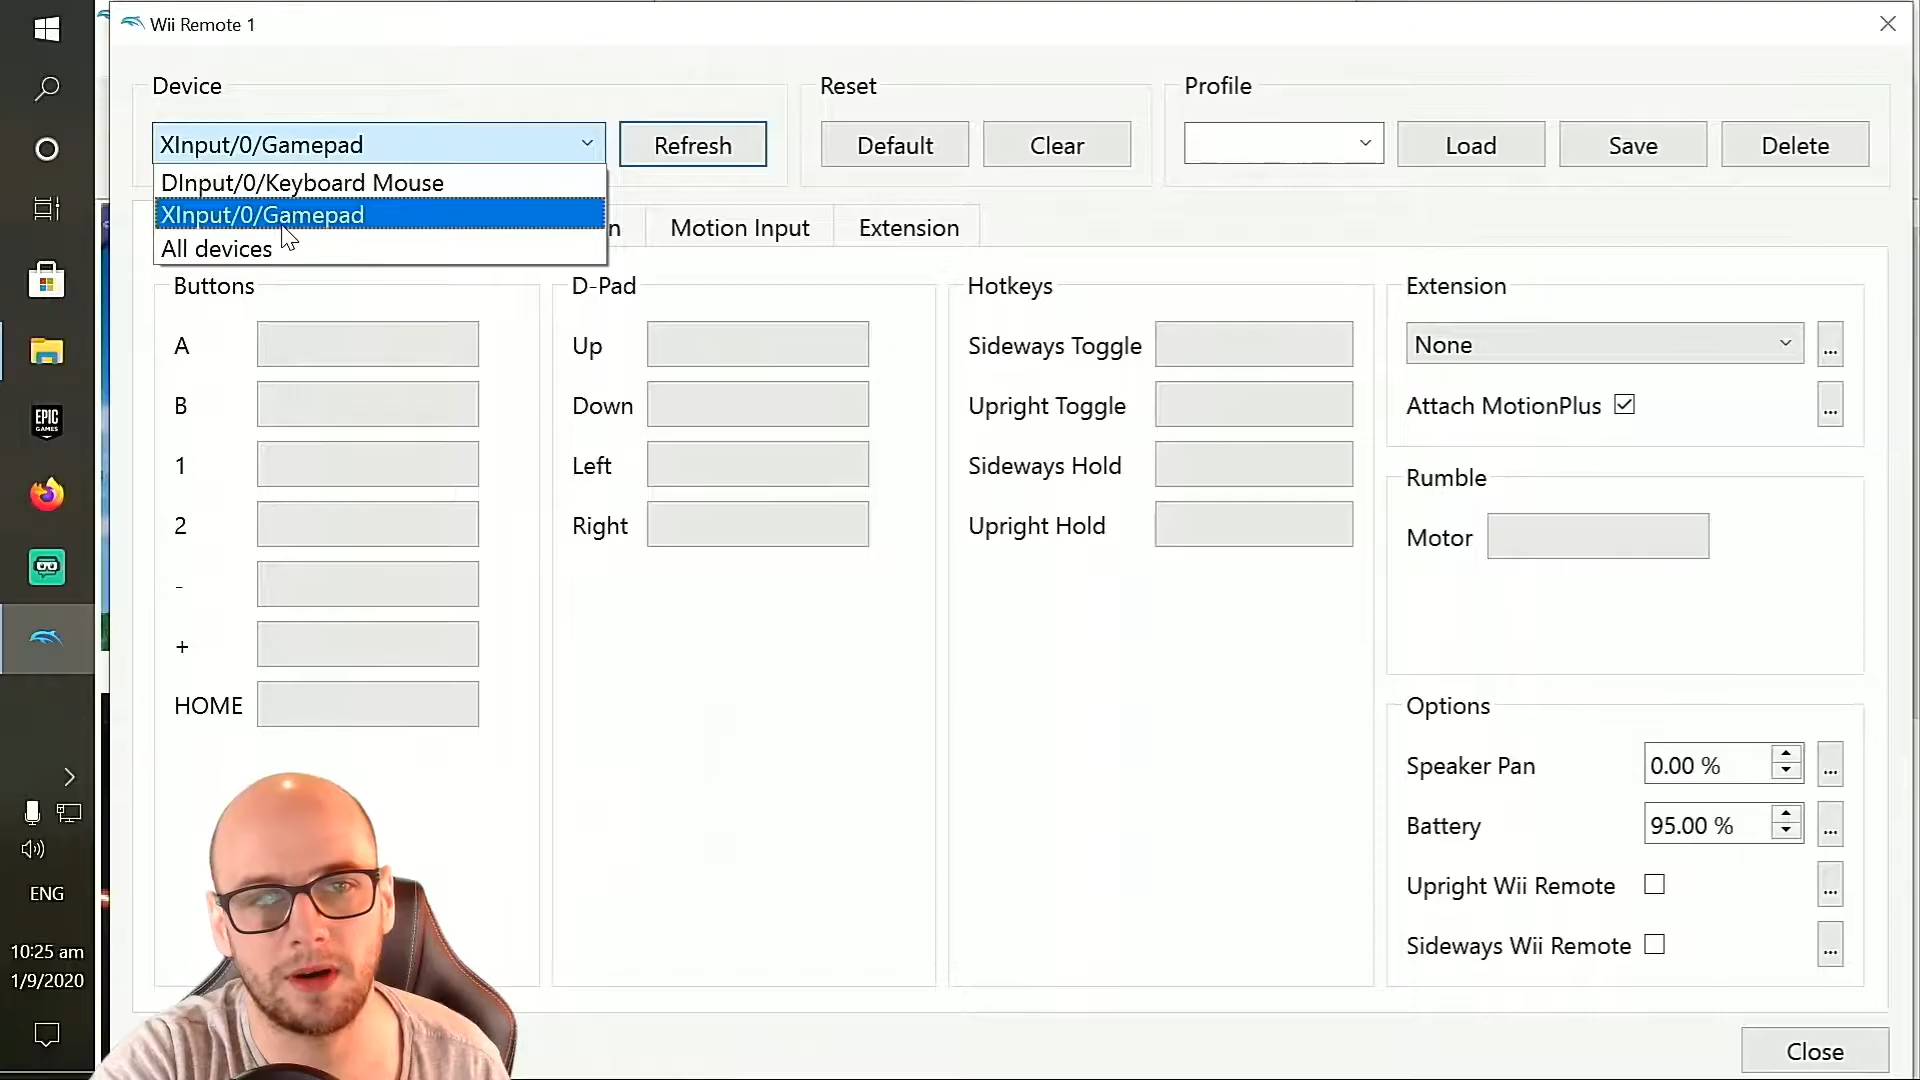 Wii Remote 1
Device
Reset
Profile
XInput/0/Gamepad
Refresh
Default
Clear
Load
Save
Delete
DInput/0/Keyboard Mouse
XInput/0/Gamepad
All devices
n
Motion Input
Extension
Buttons
D-Pad
Hotkeys
Extension
A
Up
Sideways Toggle
None
...
B
Down
Upright Toggle
Attach MotionPlus
...
1
Left
Sideways Hold
Rumble
2
Right
Upright Hold
Motor
-
+
HOME
Options
Speaker Pan
0.00 %
...
Battery
95.00 %
...
Upright Wii Remote
...
Sideways Wii Remote
...
Close
EPIC
GAMES
ENG
10:25 am
1/9/2020